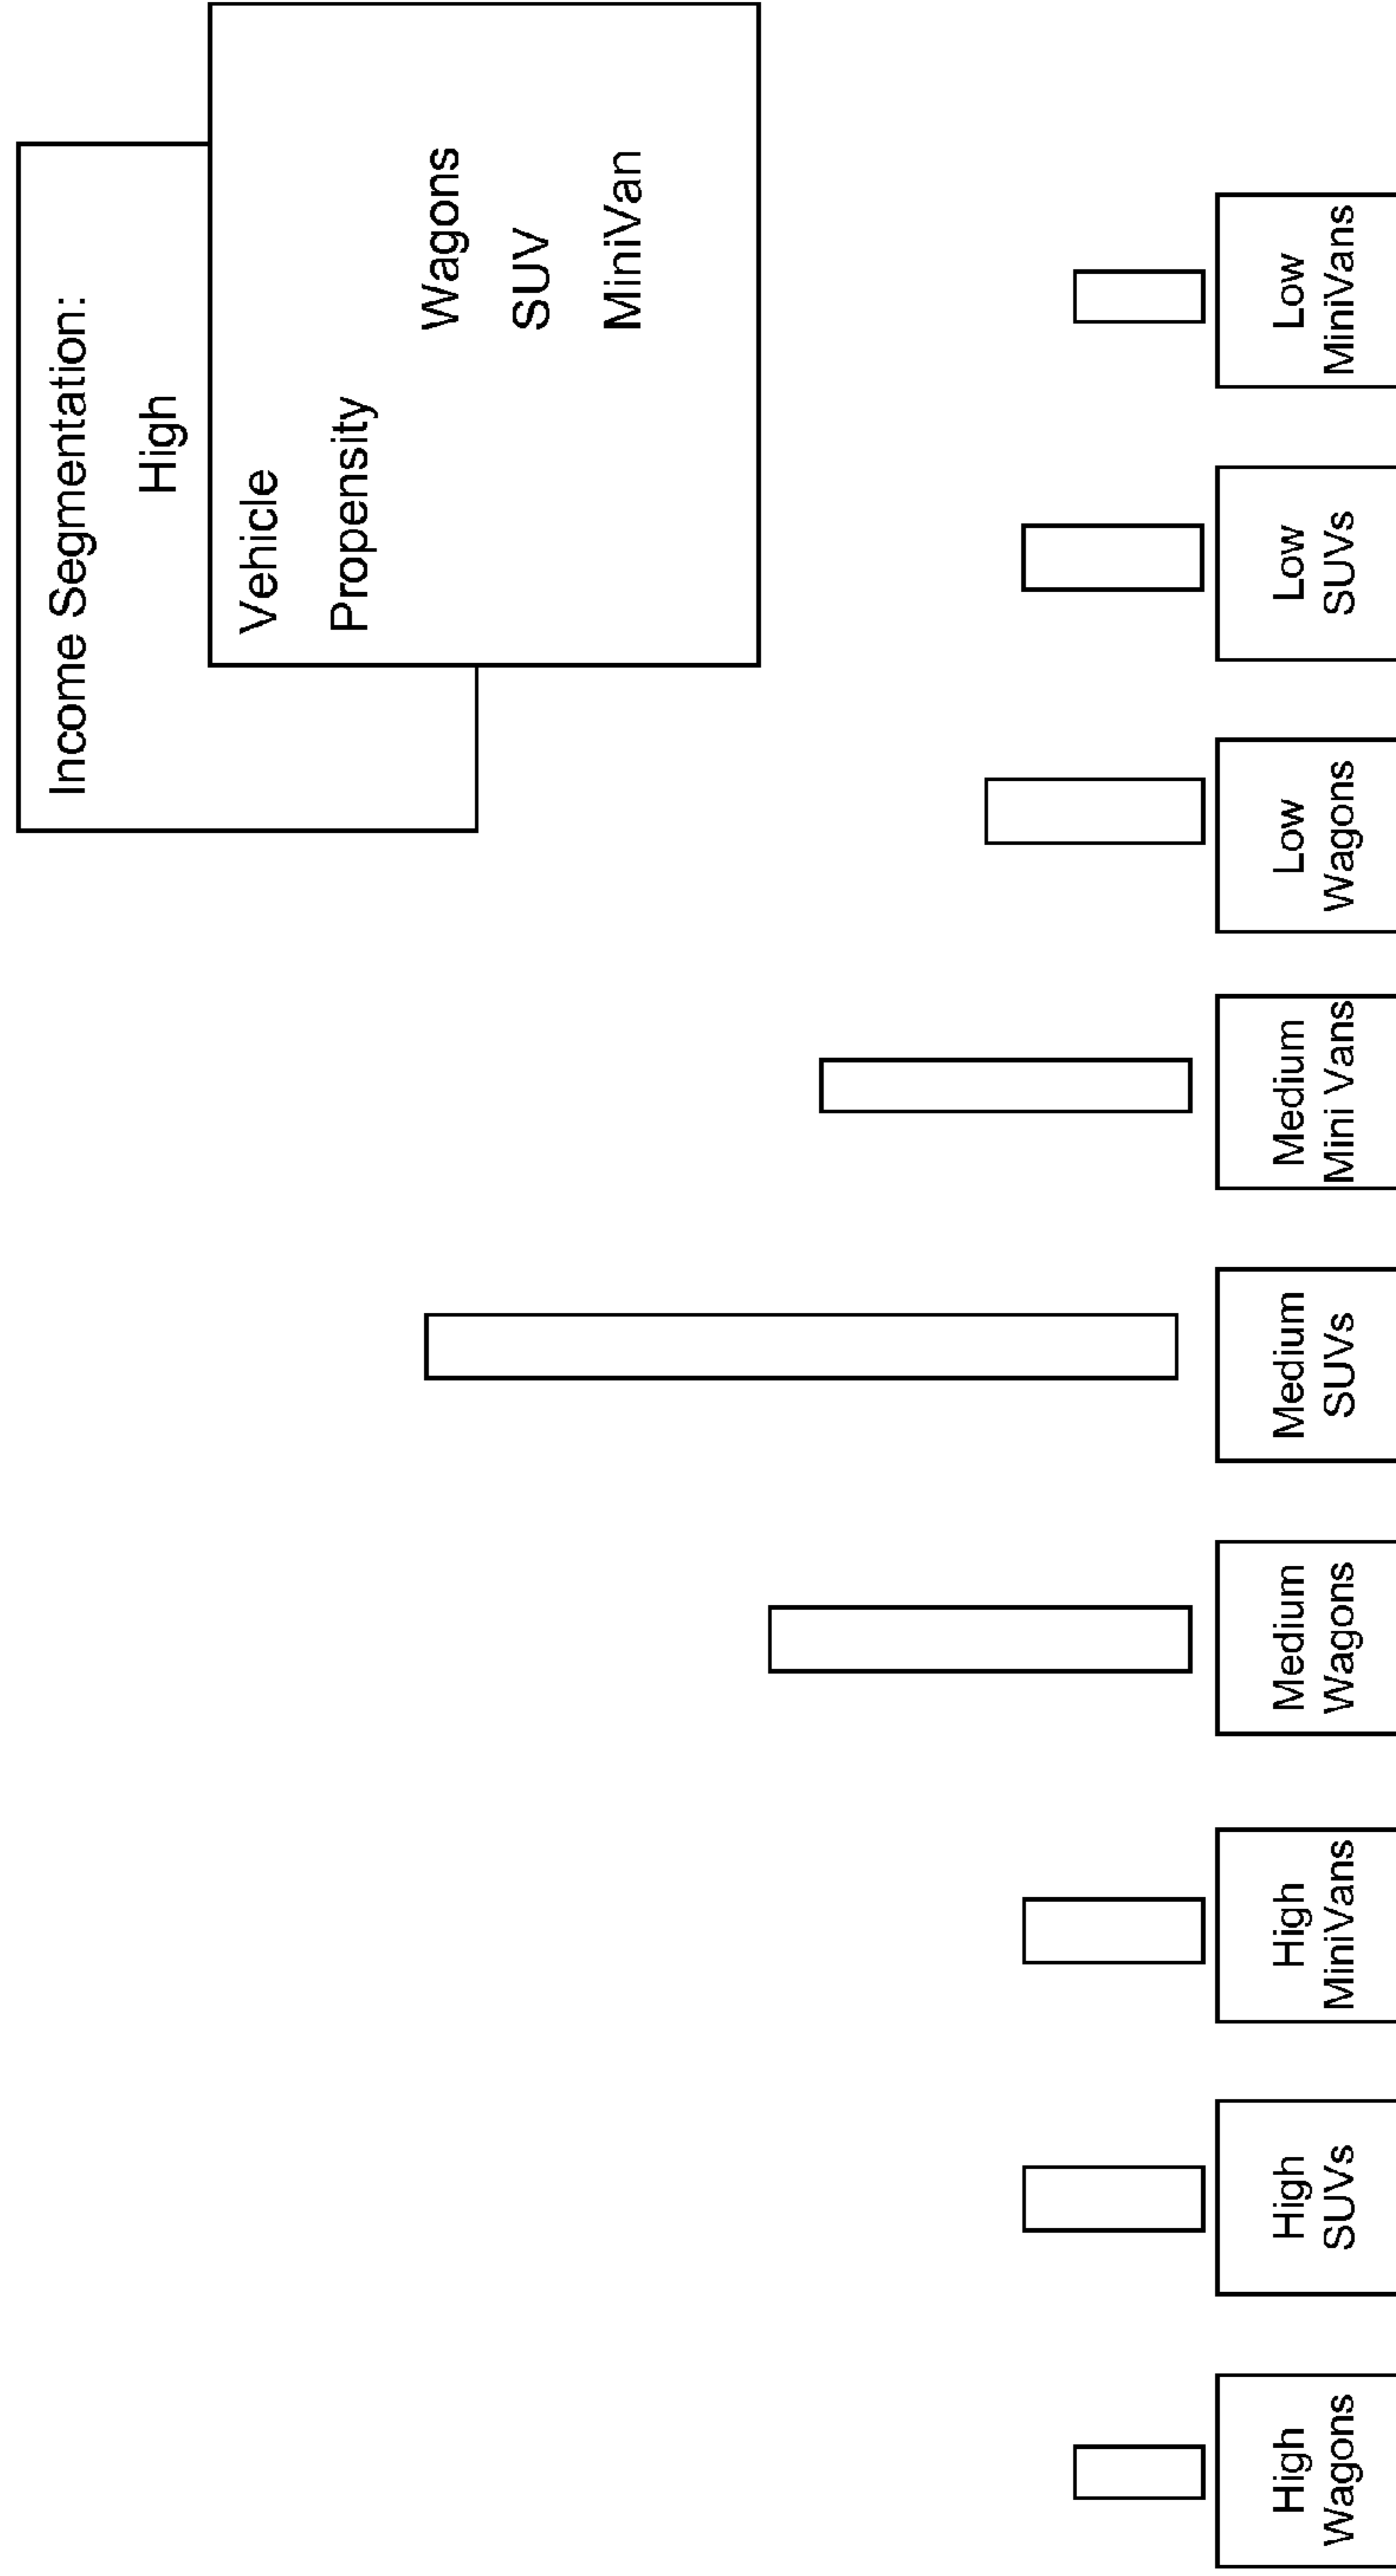 Income Segmentation:
High
Vehicle
Propensity
Wagons
SUV
MiniVan
High
Wagons
High
SUVs
High
MiniVans
Medium
Wagons
Medium
SUVs
Medium
Mini Vans
Low
Wagons
Low
SUVs
Low
MiniVans